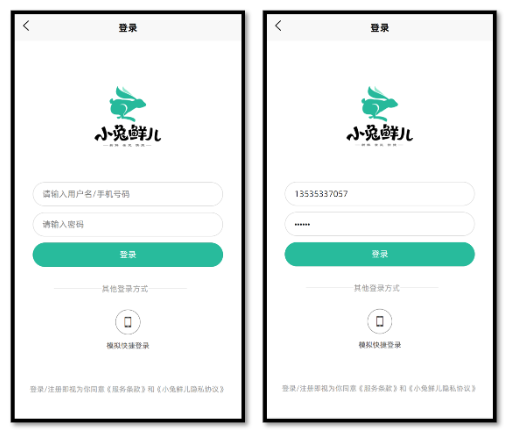 登录
小兔鲜儿
请输入用户名/手机号码
请输入密码
登录
其他登录方式
模拟快捷登录
登录/注册即视为你同意《服务条款》和《小兔鲜儿隐私协议》
登录
小兔鲜儿
13535337057
••••••
登录
其他登录方式
模拟快捷登录
登录/注册即视为你同意《服务条款》和《小兔鲜儿隐私协议》